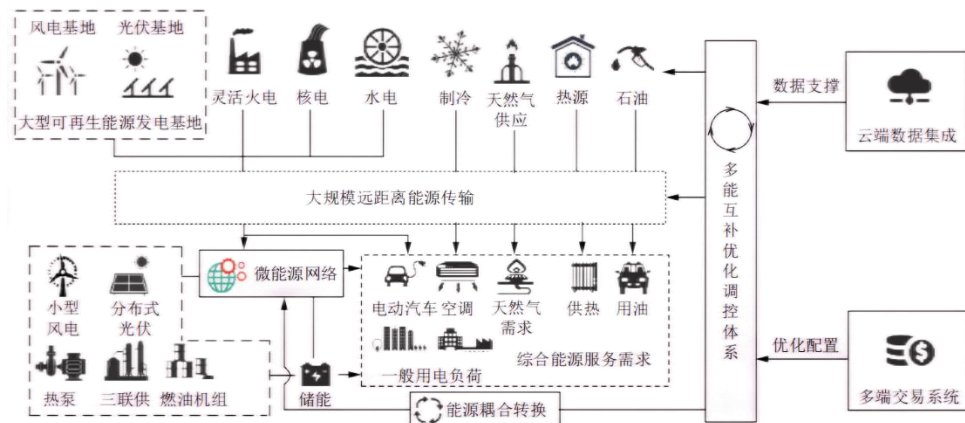 风电基地
光伏基地
大型可再生能源发电基地
灵活火电
核电
水电
制冷
天然气
供应
热源
石油
数据支撑
云端数据集成
大规模远距离能源传输
多能互补优化调控体系
微能源网络
小型
风电
分布式
光伏
电动汽车
空调
天然气
需求
供热
用油
综合能源服务需求
一般用电负荷
热泵
三联供
燃油机组
储能
能源耦合转换
优化配置
多端交易系统